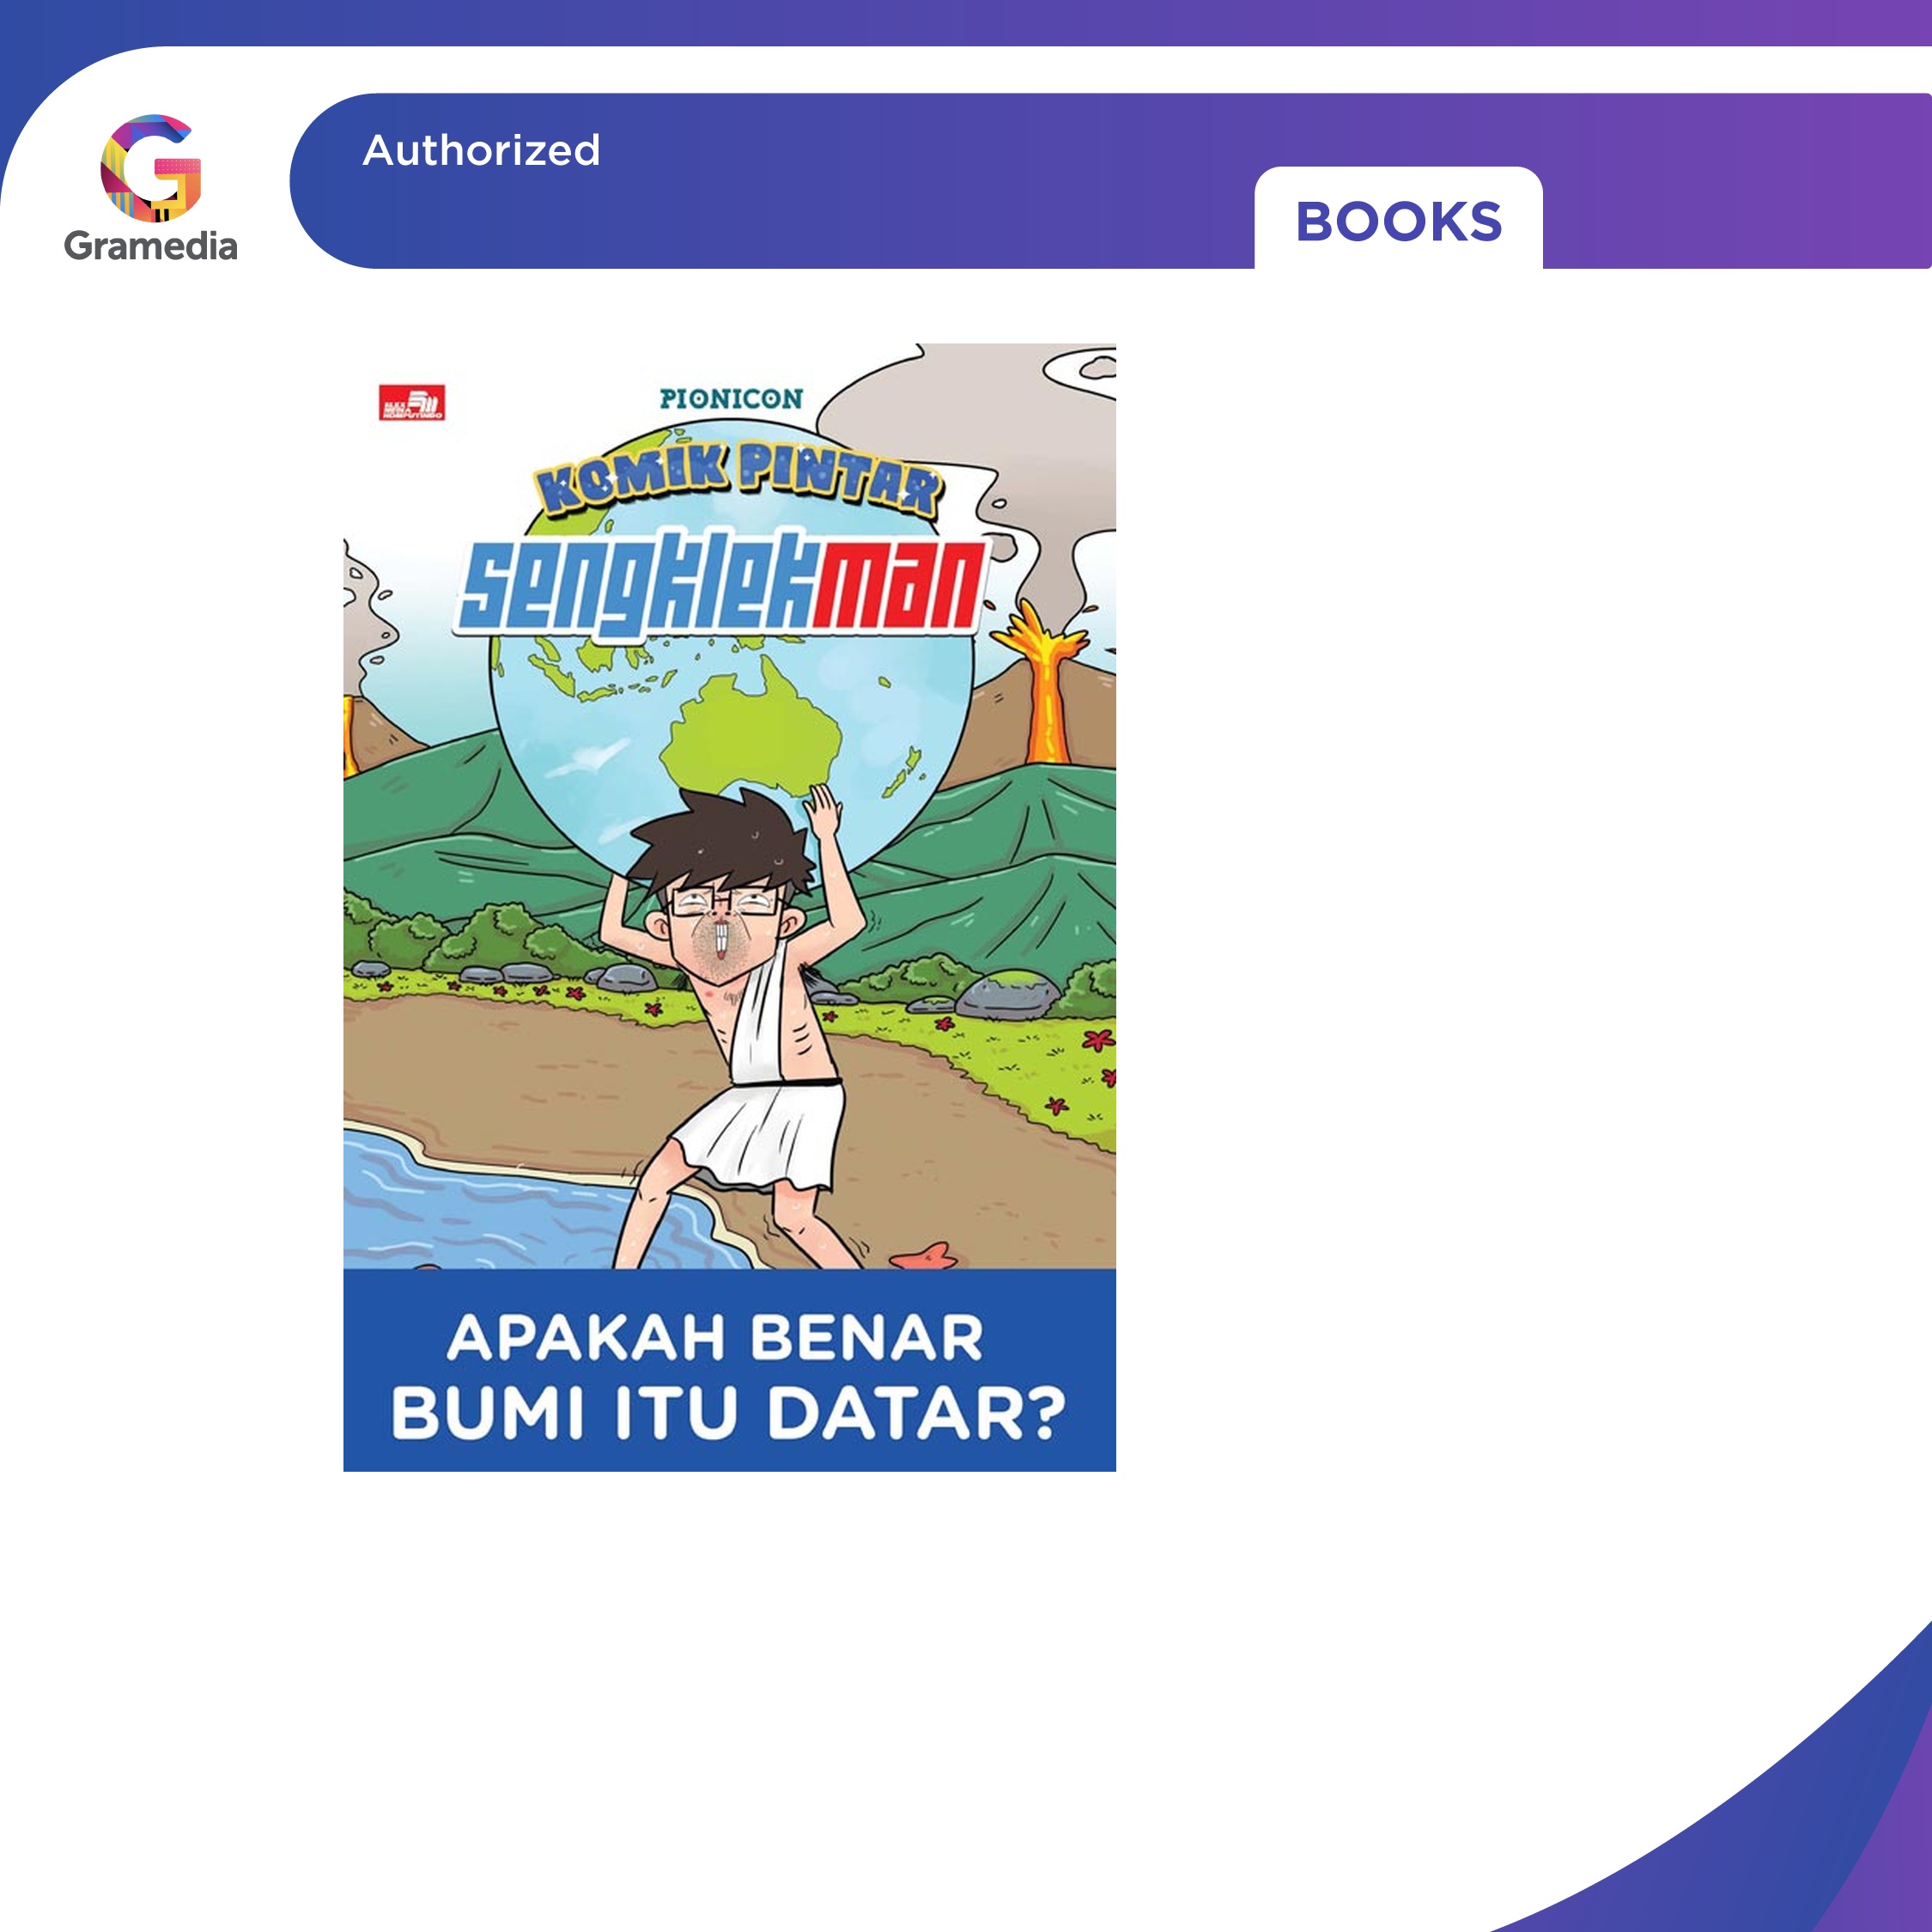 Authorized
BOOKS
Gramedia
PIONICON
ELEX MEDIA KOMPUTINDO
KOMIK PINTAR
sengklekman
APAKAH BENAR
BUMI ITU DATAR?